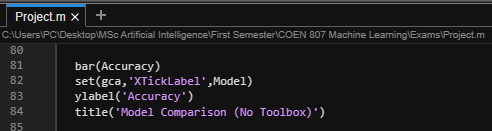 Project.m × +
C:\Users\PC\Desktop\MSc Artificial Intelligence\First Semester\COEN 807 Machine Learning\Exams\Project.m
80
81 bar(Accuracy)
82 set(gca,'XTickLabel',Model)
83 ylabel('Accuracy')
84 title('Model Comparison (No Toolbox)')
85